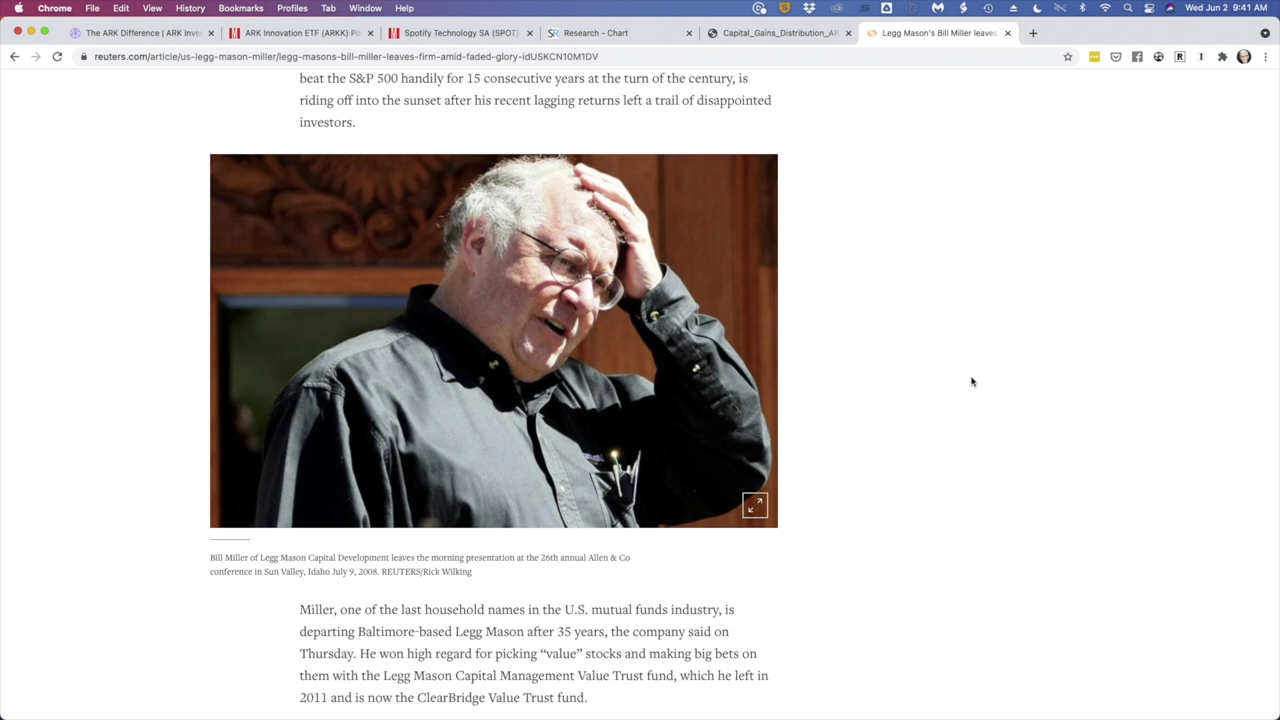 Chrome File Edit View History Bookmarks Profiles Tab Window Help Wed Jun 2 9:41 AM
The ARK Difference | ARK Inves × ARK Innovation ETF (ARKK) Po × Spotify Technology SA (SPOT) × SR Research - Chart × Capital_Gains_Distribution_AR × Legg Mason's Bill Miller leaves ×
reuters.com/article/us-legg-mason-miller/legg-masons-bill-miller-leaves-firm-amid-faded-glory-idUSKCN10M1DV
beat the S&P 500 handily for 15 consecutive years at the turn of the century, is
riding off into the sunset after his recent lagging returns left a trail of disappointed
investors.
Bill Miller of Legg Mason Capital Development leaves the morning presentation at the 26th annual Allen & Co
conference in Sun Valley, Idaho July 9, 2008. REUTERS/Rick Wilking
Miller, one of the last household names in the U.S. mutual funds industry, is
departing Baltimore-based Legg Mason after 35 years, the company said on
Thursday. He won high regard for picking “value” stocks and making big bets on
them with the Legg Mason Capital Management Value Trust fund, which he left in
2011 and is now the ClearBridge Value Trust fund.